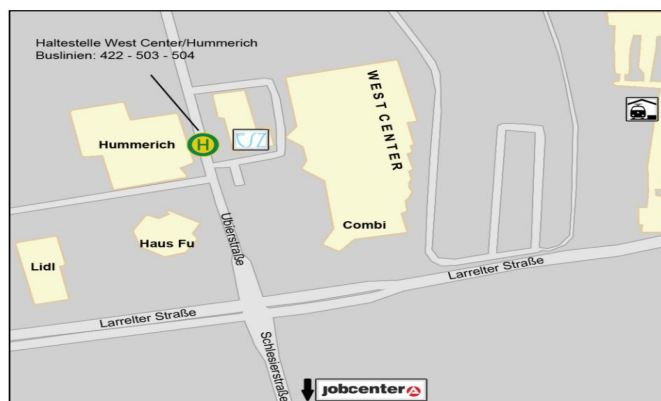 Haltestelle West Center/Hummerich
Buslinien: 422 - 503 - 504
WEST CENTER
Hummerich
H
Ubierstraße
Combi
Haus Fu
Lidl
Larrelter Straße
Larrelter Straße
Schlesierstraße
jobcenter